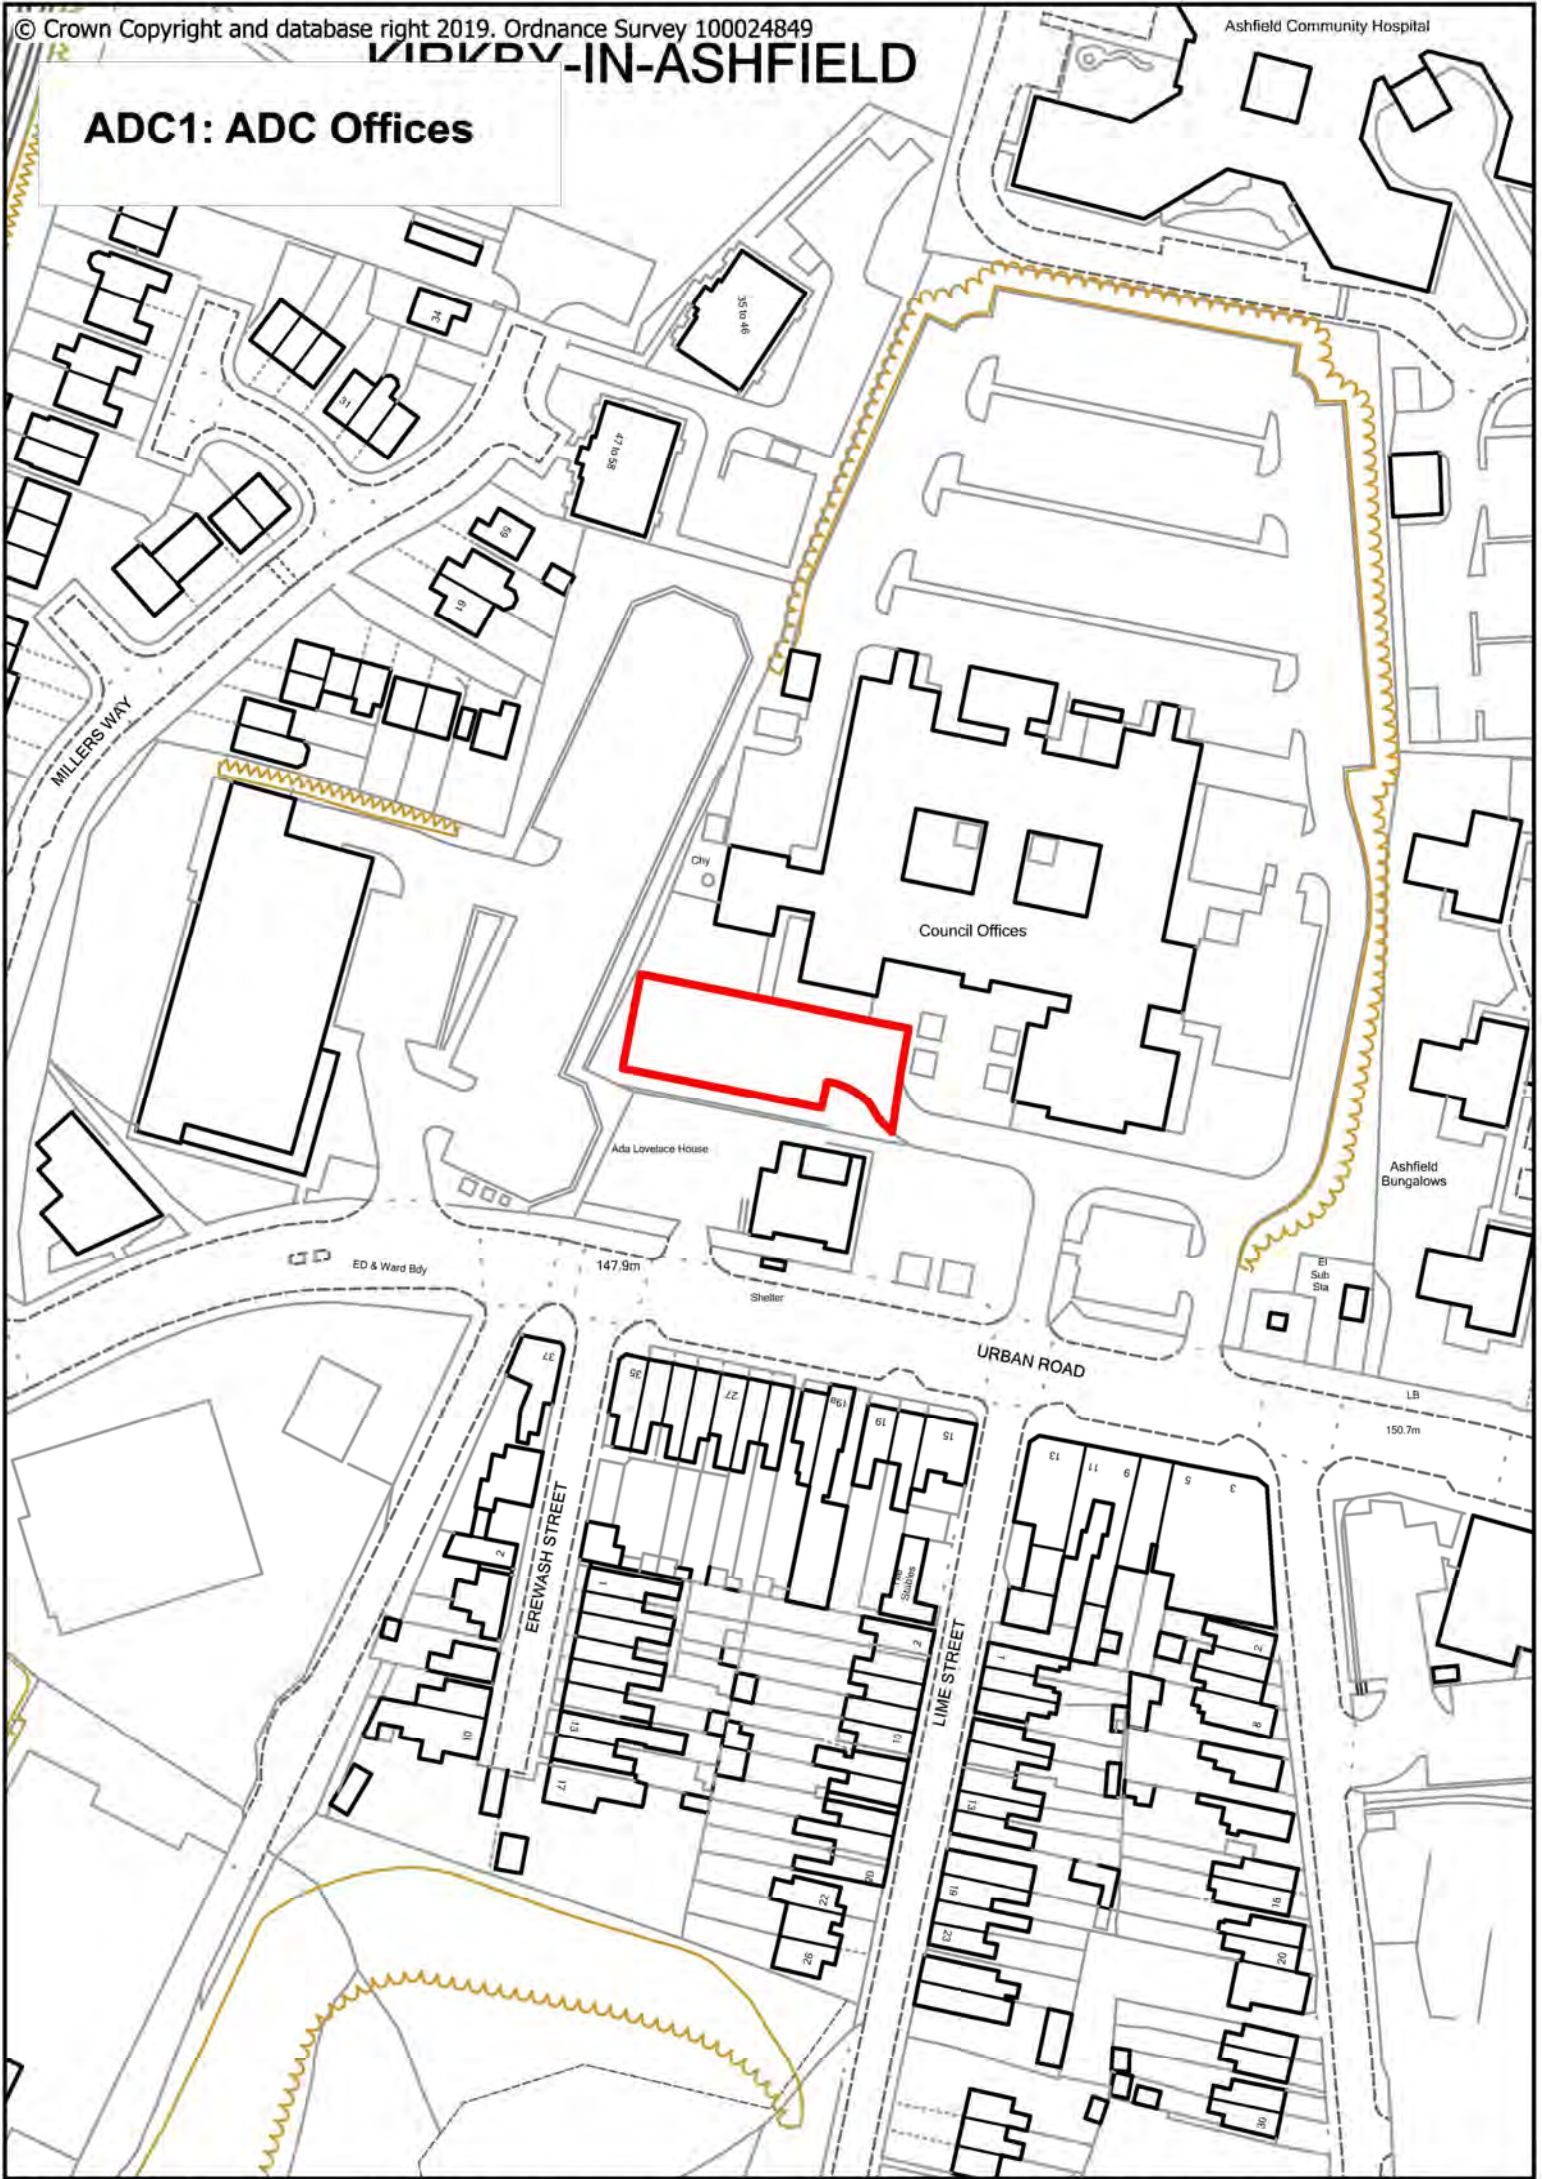 © Crown Copyright and database right 2019. Ordnance Survey 100024849
Ashfield Community Hospital
KIRKBY-IN-ASHFIELD
ADC1: ADC Offices
35 to 46
34
31
47 to 58
59
61
MILLERS WAY
Chy
Council Offices
Ada Lovelace House
Ashfield
Bungalows
ED & Ward Bdy
147.9m
Shelter
El
Sub
Sta
URBAN ROAD
LB
150.7m
37
35
27
19a
19
15
13
11
9
5
3
EREWASH STREET
2
1
The
Stables
2
LIME STREET
1
2
8
10
13
10
17
13
20
22
19
16
23
26
20
30